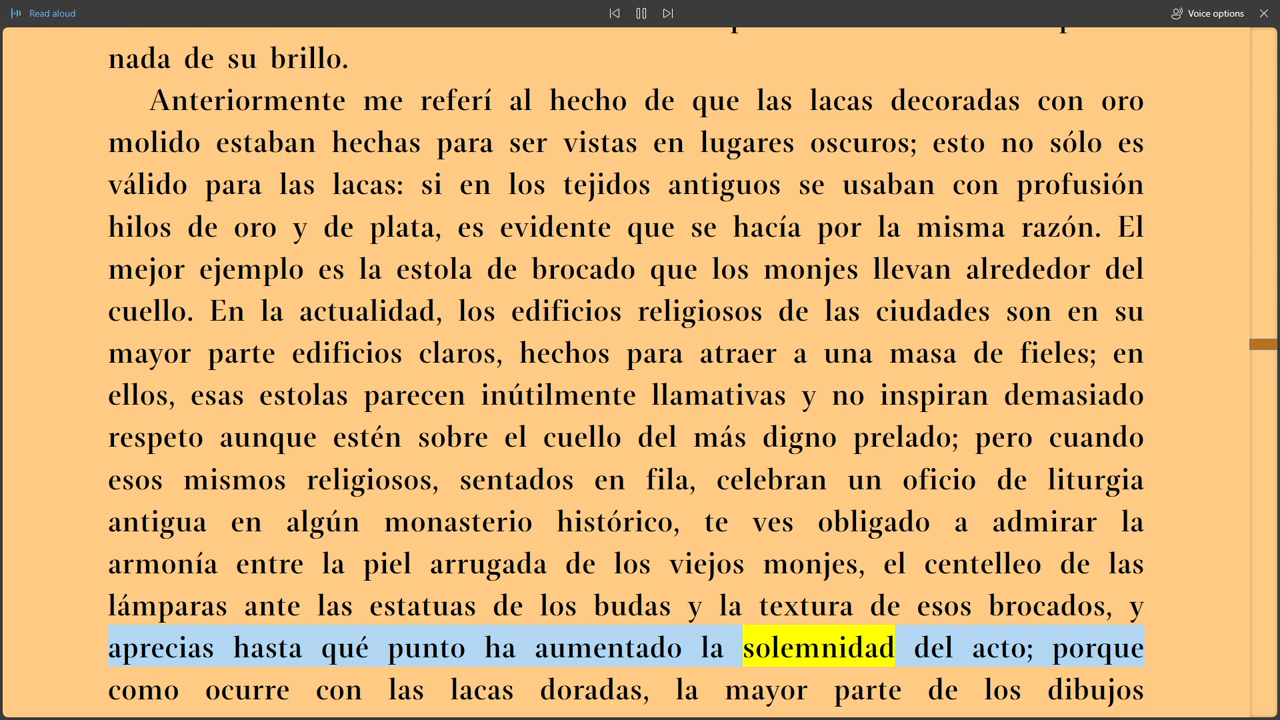 Read aloud
Voice options
nada de su brillo.
Anteriormente me referí al hecho de que las lacas decoradas con oro
molido estaban hechas para ser vistas en lugares oscuros; esto no sólo es
válido para las lacas: si en los tejidos antiguos se usaban con profusión
hilos de oro y de plata, es evidente que se hacía por la misma razón. El
mejor ejemplo es la estola de brocado que los monjes llevan alrededor del
cuello. En la actualidad, los edificios religiosos de las ciudades son en su
mayor parte edificios claros, hechos para atraer a una masa de fieles; en
ellos, esas estolas parecen inútilmente llamativas y no inspiran demasiado
respeto aunque estén sobre el cuello del más digno prelado; pero cuando
esos mismos religiosos, sentados en fila, celebran un oficio de liturgia
antigua en algún monasterio histórico, te ves obligado a admirar la
armonía entre la piel arrugada de los viejos monjes, el centelleo de las
lámparas ante las estatuas de los budas y la textura de esos brocados, y
aprecias hasta qué punto ha aumentado la solemnidad del acto; porque
como ocurre con las lacas doradas, la mayor parte de los dibujos